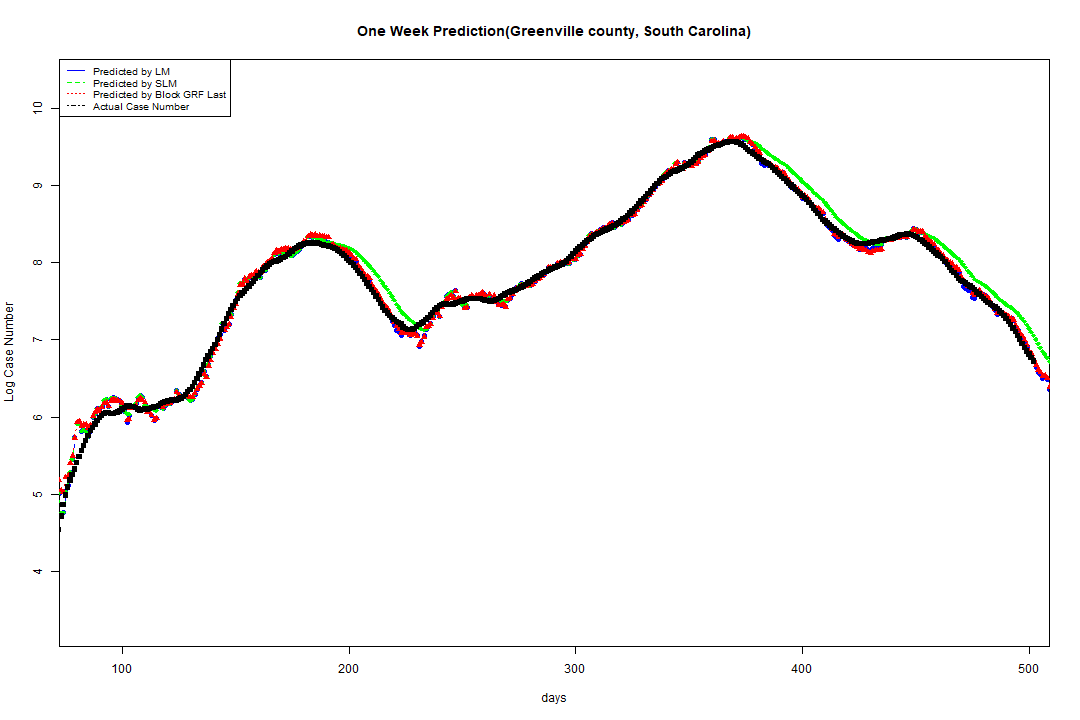 One Week Prediction(Greenville county, South Carolina)
Predicted by LM
Predicted by SLM
Predicted by Block GRF Last
Actual Case Number
10
9
8
7
6
5
4
Log Case Number
100 200 300 400 500
days